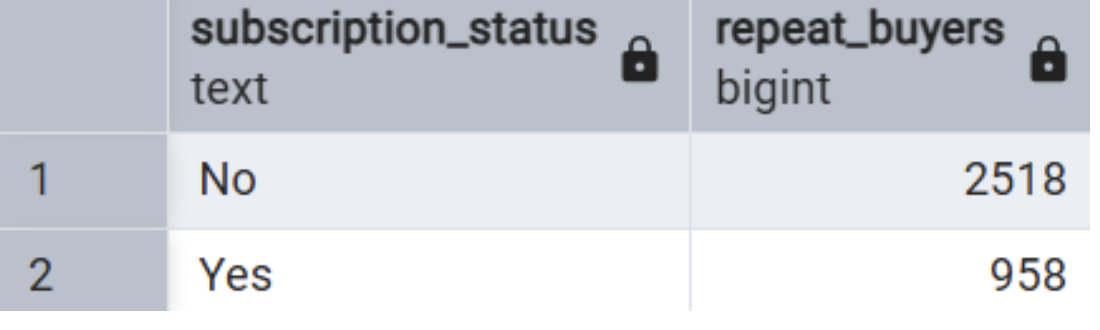 subscription_status repeat_buyers
text bigint
1 No 2518
2 Yes 958